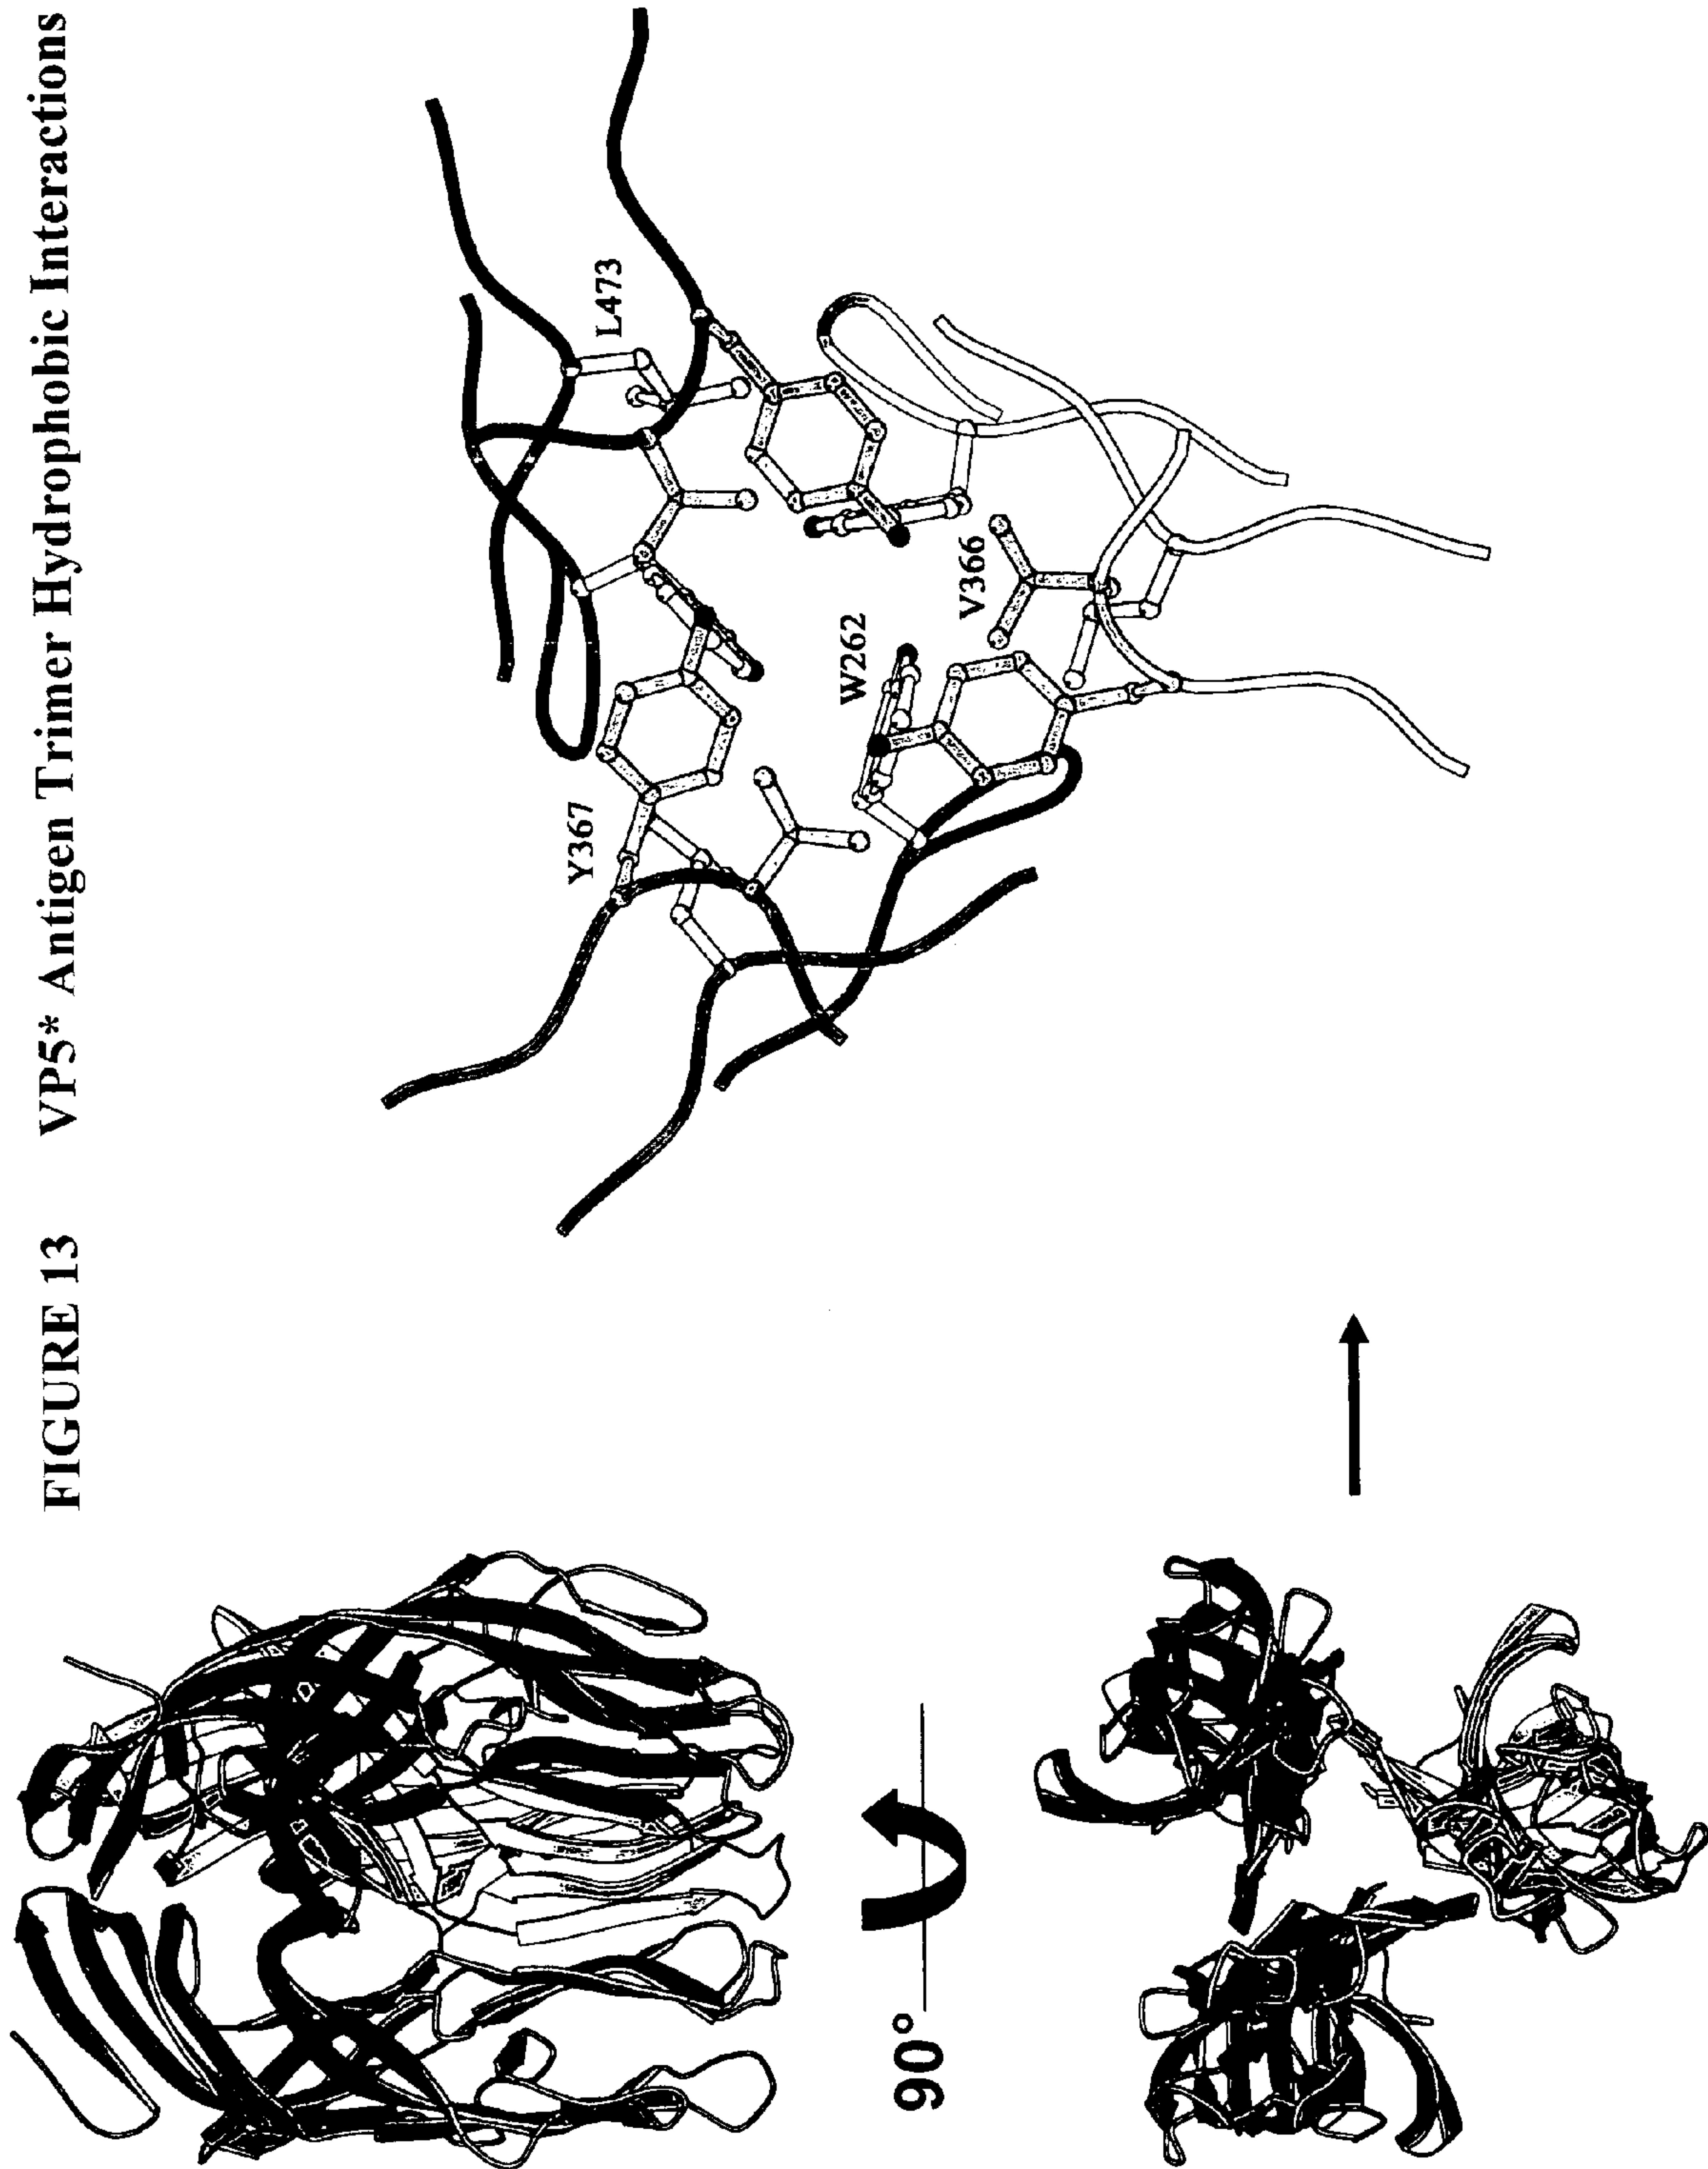 FIGURE 13 VP5* Antigen Trimer Hydrophobic Interactions
90°
L473
Y367
W262
V366